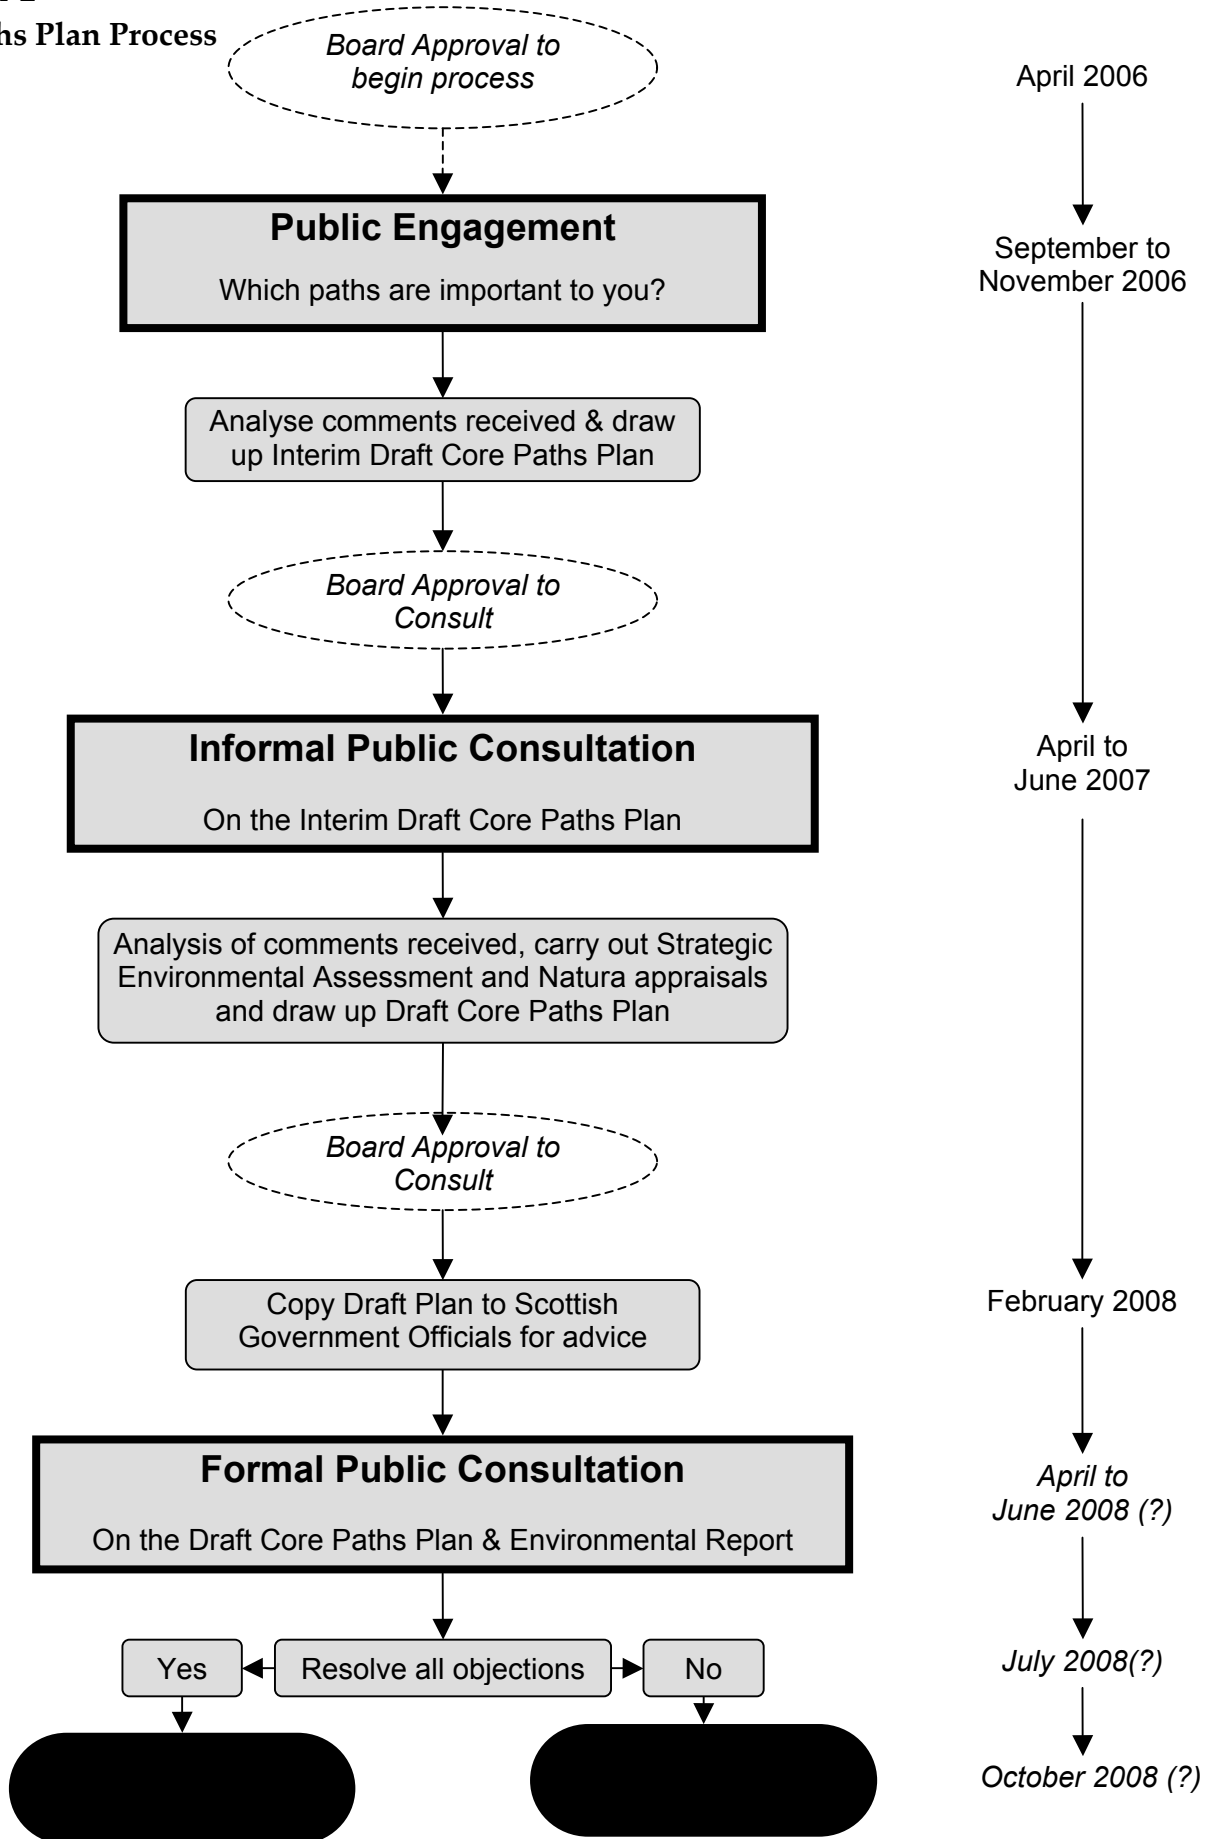 Plan Process
Board Approval to
begin process
April 2006
Public Engagement
Which paths are important to you?
September to
November 2006
Analyse comments received & draw
up Interim Draft Core Paths Plan
Board Approval to
Consult
Informal Public Consultation
On the Interim Draft Core Paths Plan
April to
June 2007
Analysis of comments received, carry out Strategic
Environmental Assessment and Natura appraisals
and draw up Draft Core Paths Plan
Board Approval to
Consult
Copy Draft Plan to Scottish
Government Officials for advice
February 2008
Formal Public Consultation
On the Draft Core Paths Plan & Environmental Report
April to
June 2008 (?)
Yes
Resolve all objections
No
July 2008(?)
October 2008 (?)